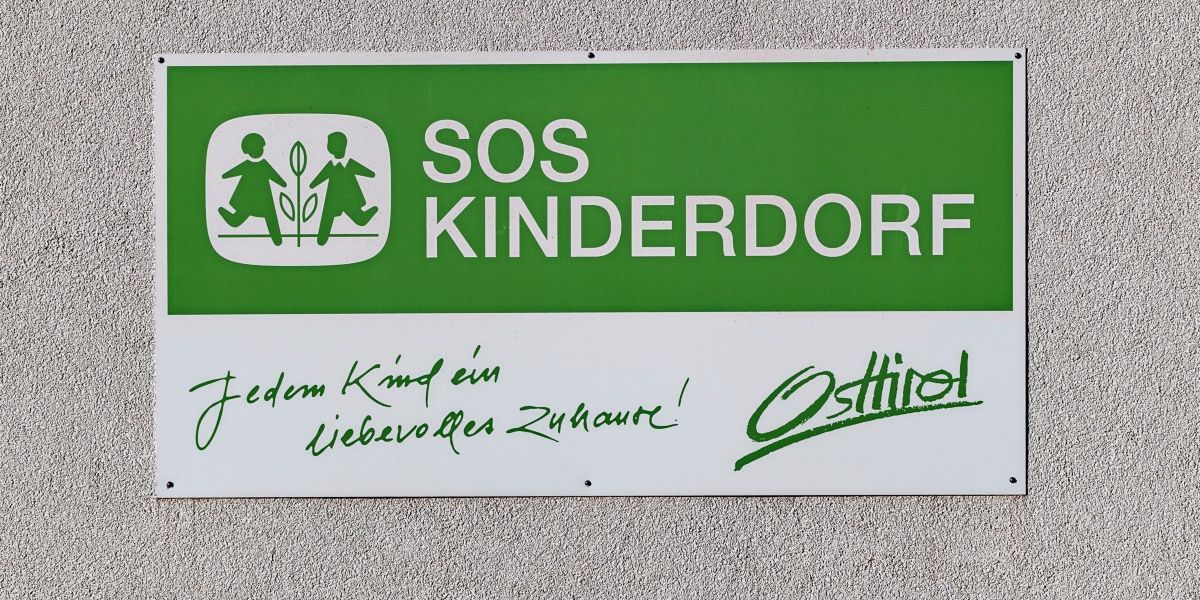 SOS
KINDERDORF
Jedem Kind ein
liebevolles Zuhause!
Osttirol